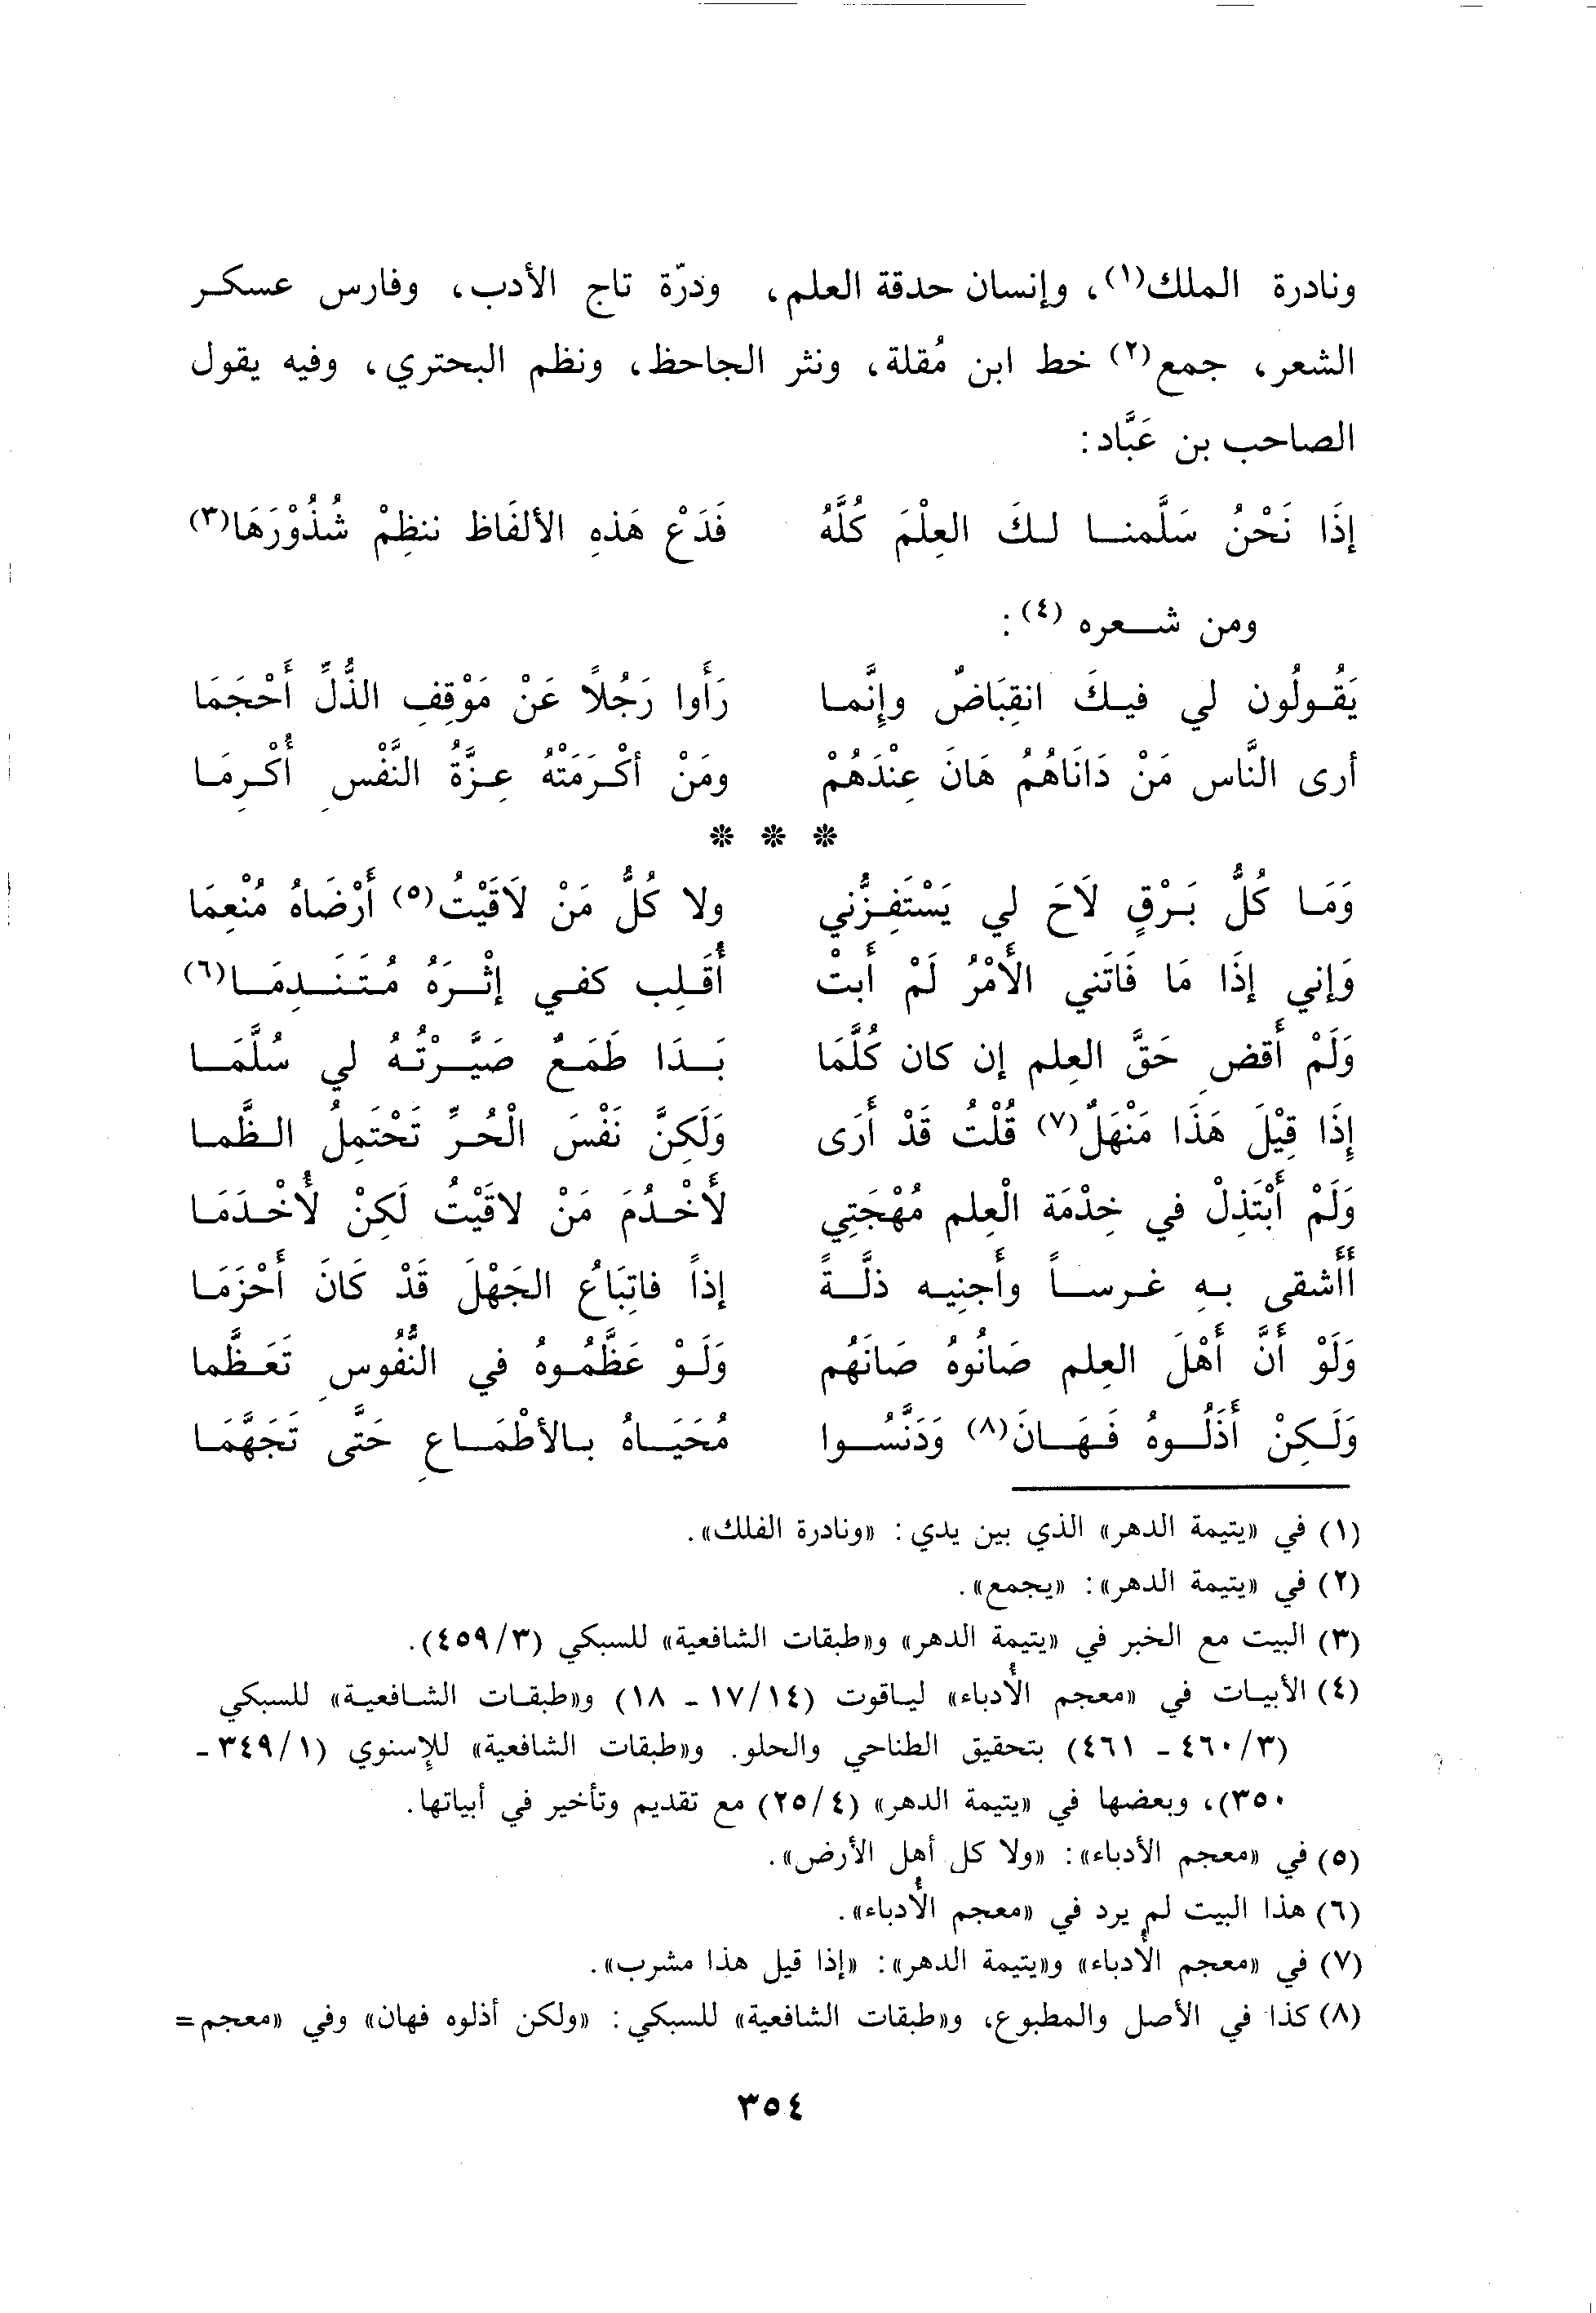 ونادرة الملك(١)، وإنسان حدقة العلم، ودرّة تاج الأدب، وفارس عسكر
الشعر، جمع(٢) خط ابن مُقلة، ونثر الجاحظ، ونظم البحتري، وفيه يقول
الصاحب بن عَبَّاد:
إذَا نَحْنُ سَلَّمنا لكَ العِلْمَ كُلَّهُ فَدَعْ هَذهِ الألفَاظ ننظِمْ شُذُوْرَهَا(٣)
ومن شعره (٤):
يَقُولُون لي فيكَ انقِبَاضٌ وإنَّما رَأَوا رَجُلاً عَنْ مَوْقِفِ الذُّلِّ أَحْجَمَا
أرى النَّاس مَنْ دَانَاهُمُ هَانَ عِنْدَهُمْ ومَنْ أكْرَمَتْهُ عِزَّةُ النَّفْسِ أُكْرِمَا
* * *
وَمَا كُلُّ بَرْقٍ لَاحَ لي يَسْتَفِزُّني ولا كُلُّ مَنْ لَاقَيْتُ(٥) أَرْضَاهُ مُنْعِمَا
وَإني إذَا مَا فَاتَني الأَمْرُ لَمْ أَبتْ أُقَلِب كفي إثْرَهُ مُتَنَدِمَا(٦)
وَلَمْ أَقضِ حَقَّ العِلم إن كان كُلَّمَا بَدَا طَمَعٌ صَيَّرْتُهُ لي سُلَّمَا
إِذَا قِيْلَ هَذَا مَنْهَلٌ(٧) قُلْتُ قَدْ أَرَى وَلَكِنَّ نَفْسَ الْحُرِّ تَحْتَمِلُ الظَّما
وَلَمْ أَبْتَذِلْ في خِدْمَة الْعِلم مُهْجَتِي لأَخْدُمَ مَنْ لاقَيْتُ لَكِنْ لُأخْدَمَا
أَأَشقى بهِ غرساً وأَجنِيه ذلَّةً إذاً فاتِبَاعُ الجَهْلَ قَدْ كَانَ أَحْزَمَا
وَلَوْ أَنَّ أَهْلَ العِلم صَانُوهُ صَانَهُم وَلَوْ عَظَّمُوهُ في النُّفُوسِ تَعَظَّما
وَلَكِنْ أَذَلُوهُ فَهَانَ(٨) وَدَنَّسُوا مُحَيَاهُ بالأطْمَاعِ حَتَّى تَجَهَّمَا
(١) في «يتيمة الدهر» الذي بين يدي: «ونادرة الفلك».
(٢) في «يتيمة الدهر»: «يجمع».
(٣) البيت مع الخبر في «يتيمة الدهر» و«طبقات الشافعية» للسبكي (٤٥٩/٣).
(٤) الأبيات في «معجم الأدباء» لياقوت (١٧/١٤ - ١٨) و«طبقات الشافعية» للسبكي
(٤٦٠/٣ - ٤٦١) بتحقيق الطناحي والحلو. و«طبقات الشافعية» للإسنوي (٣٤٩/١ -
٣٥٠)، وبعضها في «يتيمة الدهر» (٢٥/٤) مع تقديم وتأخير في أبياتها.
(٥) في «معجم الأدباء»: «ولا كل أهل الأرض».
(٦) هذا البيت لم يرد في «معجم الأدباء».
(٧) في «معجم الأدباء» و«يتيمة الدهر»: «إذا قيل هذا مشرب».
(٨) كذا في الأصل والمطبوع، و«طبقات الشافعية» للسبكي: «ولكن أذلوه فهان» وفي «معجم=
٣٥٤